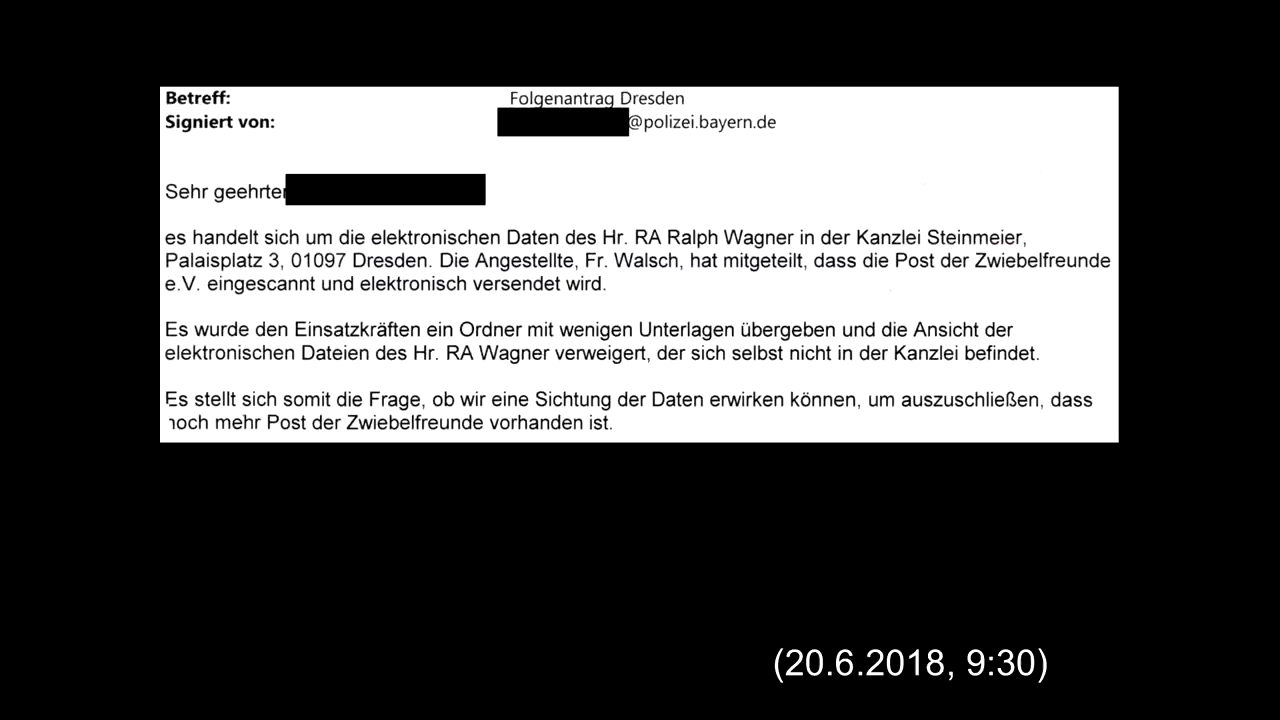 Betreff: Folgenantrag Dresden
Signiert von: @polizei.bayern.de
Sehr geehrter
es handelt sich um die elektronischen Daten des Hr. RA Ralph Wagner in der Kanzlei Steinmeier,
Palaisplatz 3, 01097 Dresden. Die Angestellte, Fr. Walsch, hat mitgeteilt, dass die Post der Zwiebelfreunde
e.V. eingescannt und elektronisch versendet wird.
Es wurde den Einsatzkräften ein Ordner mit wenigen Unterlagen übergeben und die Ansicht der
elektronischen Dateien des Hr. RA Wagner verweigert, der sich selbst nicht in der Kanzlei befindet.
Es stellt sich somit die Frage, ob wir eine Sichtung der Daten erwirken können, um auszuschließen, dass
noch mehr Post der Zwiebelfreunde vorhanden ist.
(20.6.2018, 9:30)